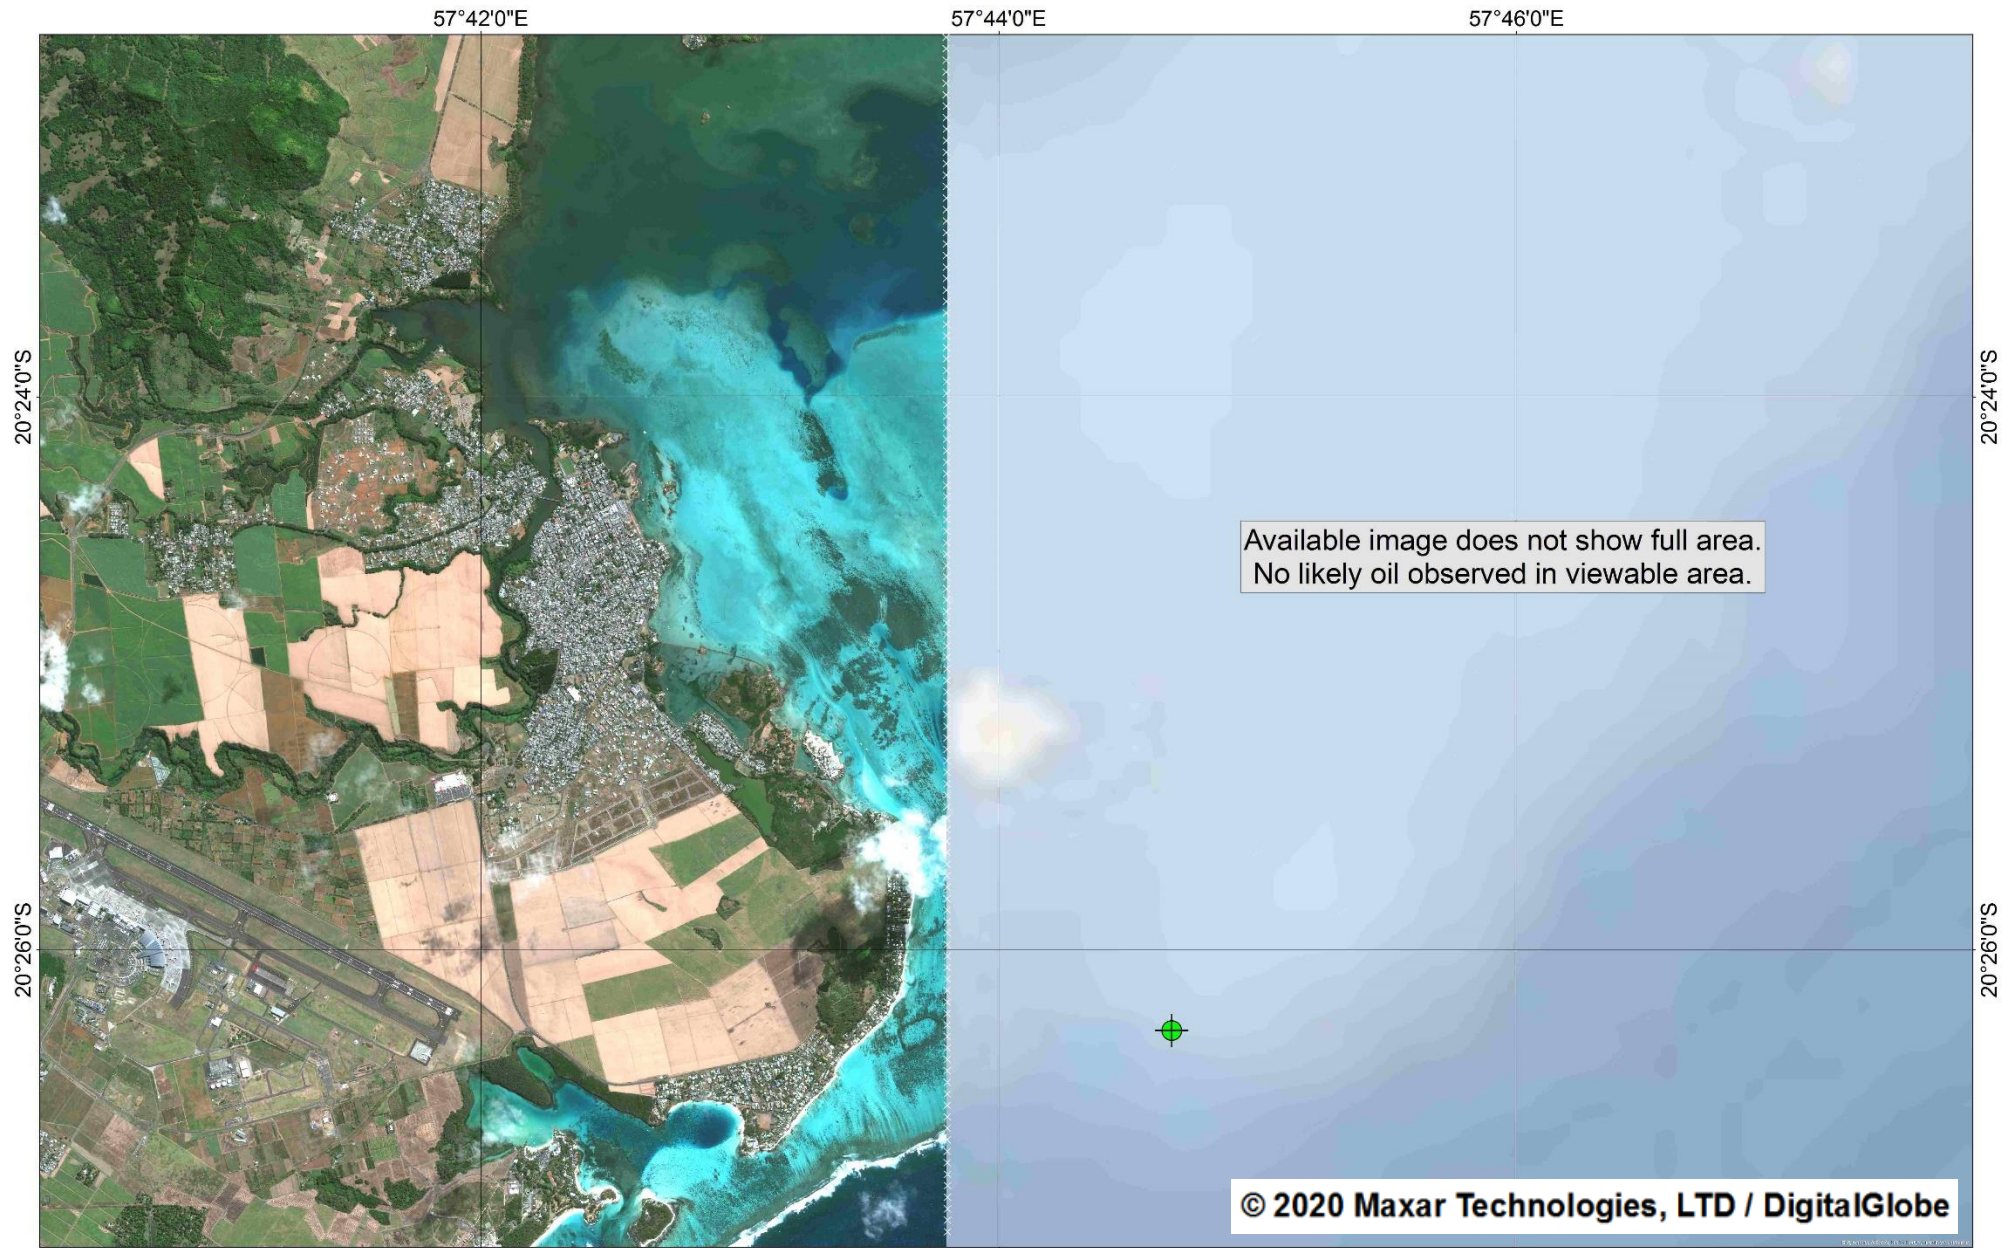 57°42'0"E 57°44'0"E 57°46'0"E
20°24'0"S 20°24'0"S
Available image does not show full area.
No likely oil observed in viewable area.
20°26'0"S 20°26'0"S
© 2020 Maxar Technologies, LTD / DigitalGlobe